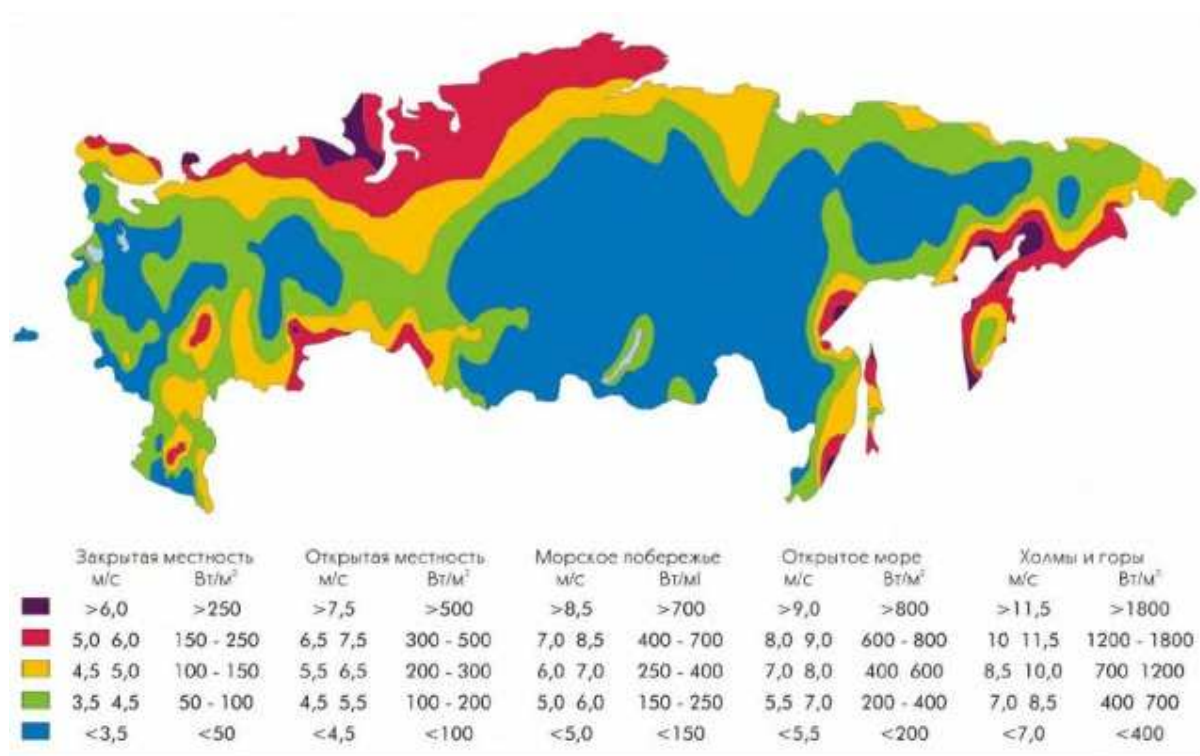 Закрытая местность Открытая местность Морское побережье Открытое море Холмы и горы
м/с Вт/м² м/с Вт/м² м/с Вт/мl м/с Вт/м² м/с Вт/м²
>6,0 >250 >7,5 >500 >8,5 >700 >9,0 >800 >11,5 >1800
5,0 6,0 150 - 250 6,5 7,5 300 - 500 7,0 8,5 400 - 700 8,0 9,0 600 - 800 10 11,5 1200 - 1800
4,5 5,0 100 - 150 5,5 6,5 200 - 300 6,0 7,0 250 - 400 7,0 8,0 400 600 8,5 10,0 700 1200
3,5 4,5 50 - 100 4,5 5,5 100 - 200 5,0 6,0 150 - 250 5,5 7,0 200 - 400 7,0 8,5 400 700
<3,5 <50 <4,5 <100 <5,0 <150 <5,5 <200 <7,0 <400